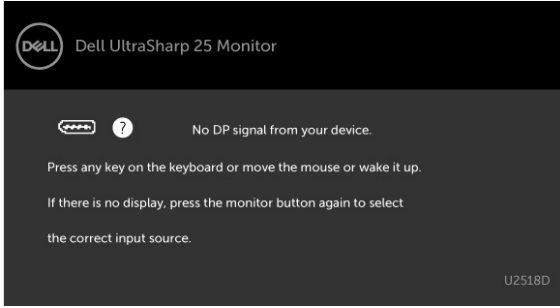 DELL Dell UltraSharp 25 Monitor
? No DP signal from your device.
Press any key on the keyboard or move the mouse or wake it up.
If there is no display, press the monitor button again to select
the correct input source.
U2518D